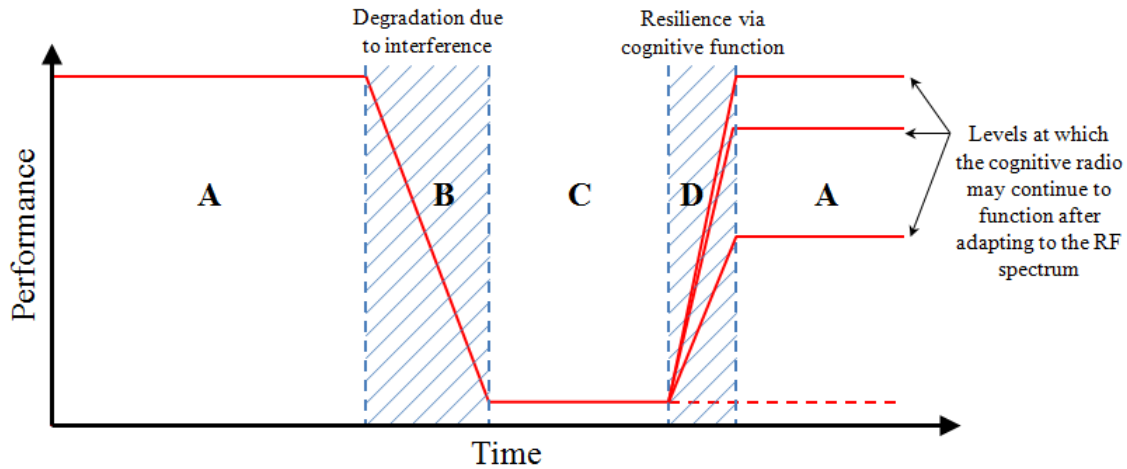 Degradation due
to interference
Resilience via
cognitive function
Performance
A
B
C
D
A
Levels at which
the cognitive radio
may continue to
function after
adapting to the RF
spectrum
Time